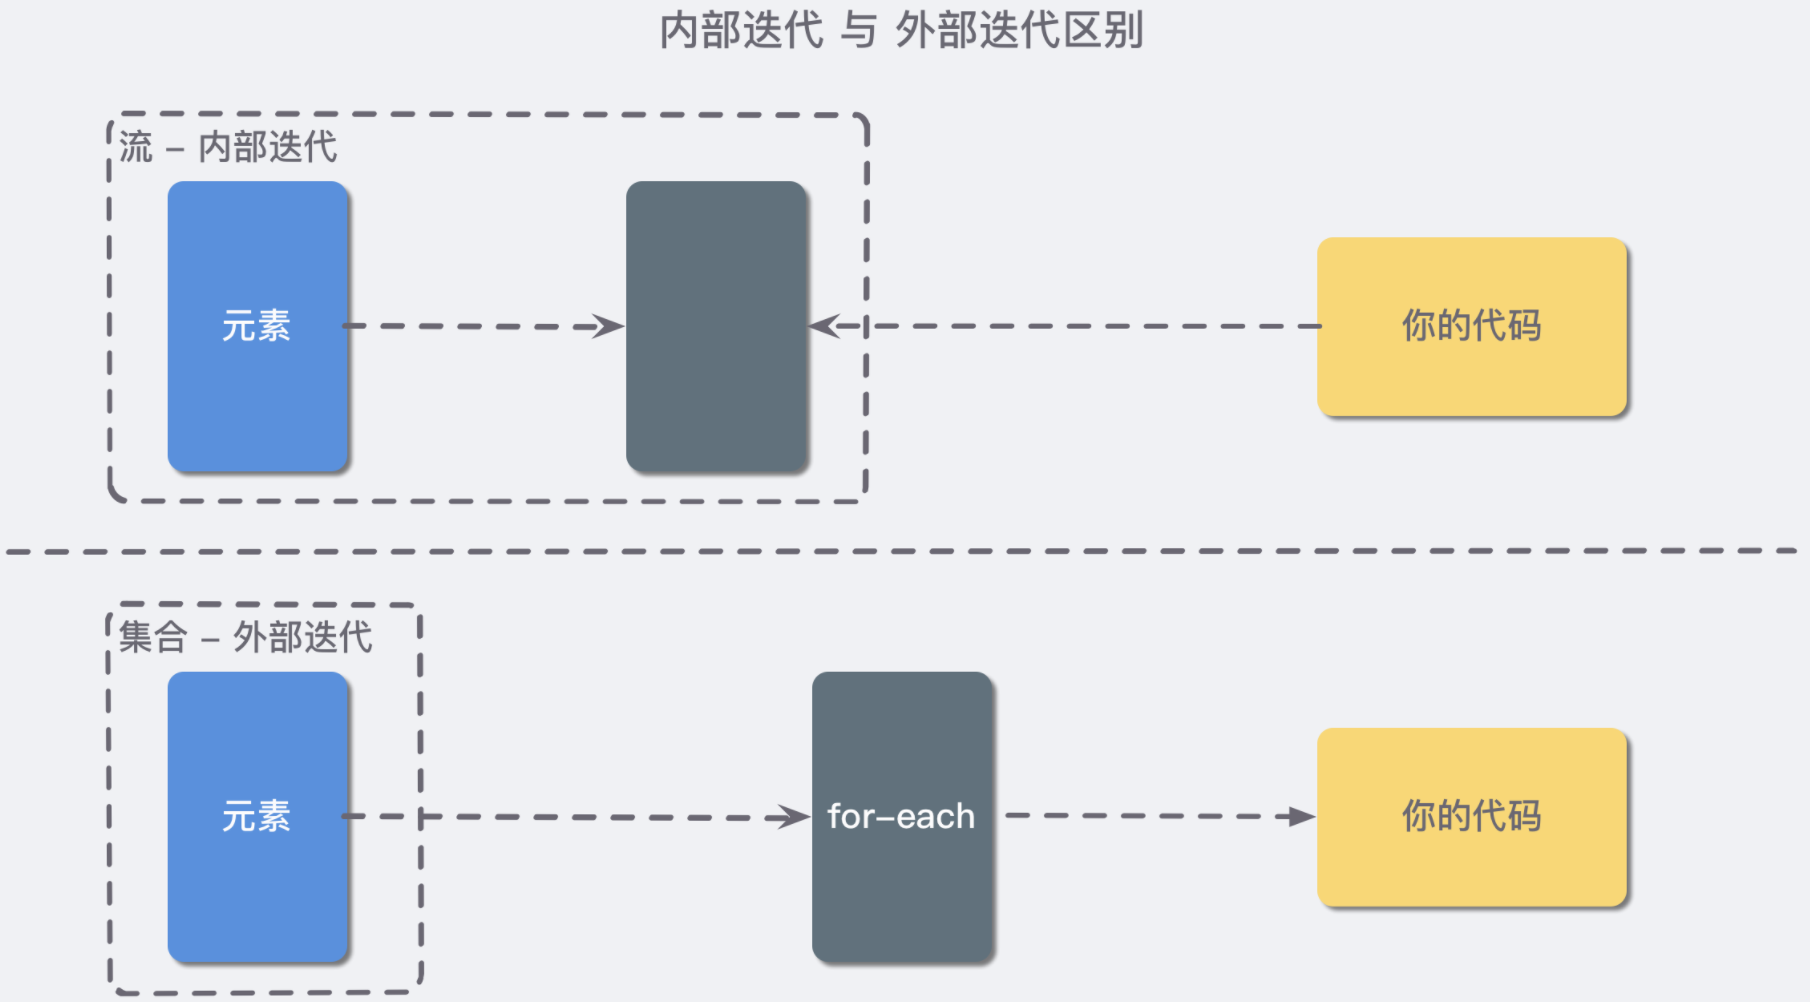 内部迭代 与 外部迭代区别
流 – 内部迭代
元素
你的代码
集合 – 外部迭代
元素
for–each
你的代码